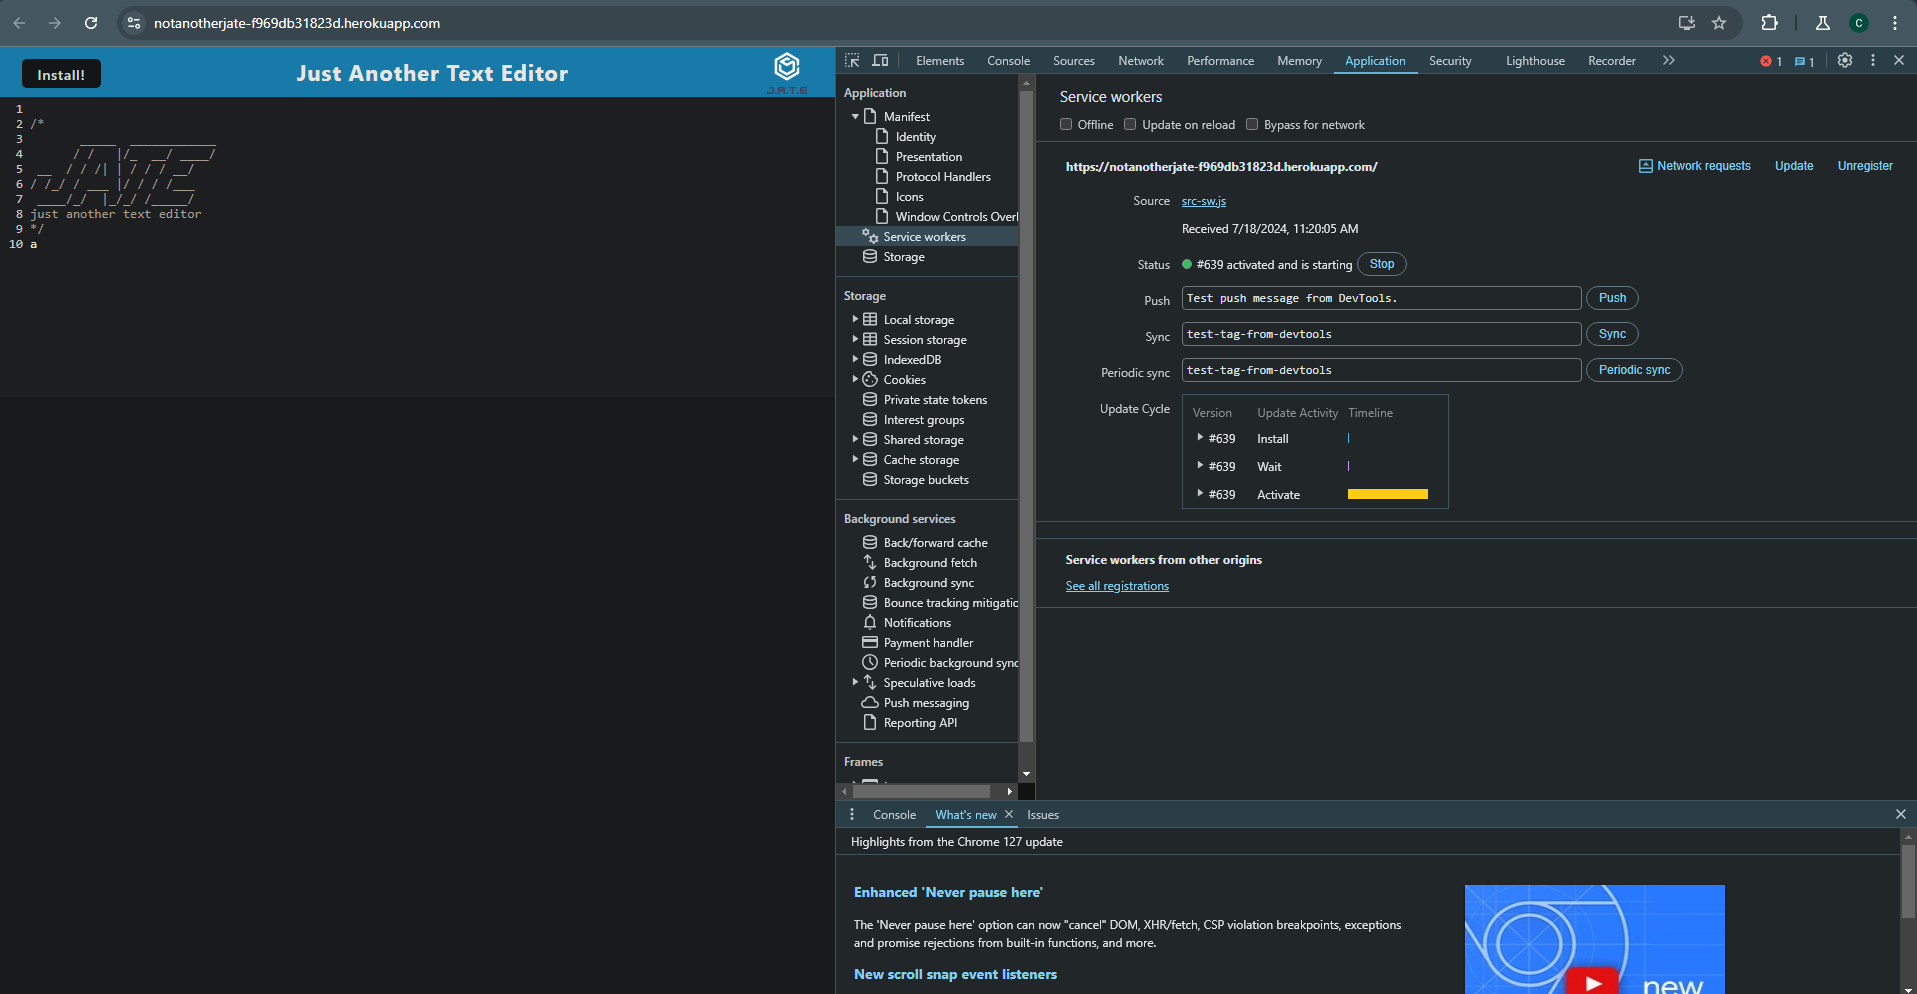 notanotherjate-f969db31823d.herokuapp.com
C
Install!
Just Another Text Editor
J.A.T.E
1
2 /*
3
4
5
6
7
8 just another text editor
9 */
10 a
Elements Console Sources Network Performance Memory Application Security Lighthouse Recorder 1 1
Application
Manifest
Identity
Presentation
Protocol Handlers
Icons
Window Controls Overl
Service workers
Storage
Storage
Local storage
Session storage
IndexedDB
Cookies
Private state tokens
Interest groups
Shared storage
Cache storage
Storage buckets
Background services
Back/forward cache
Background fetch
Background sync
Bounce tracking mitigatio
Notifications
Payment handler
Periodic background sync
Speculative loads
Push messaging
Reporting API
Frames
Service workers
Offline Update on reload Bypass for network
https://notanotherjate-f969db31823d.herokuapp.com/ Network requests Update Unregister
Source src-sw.js
Received 7/18/2024, 11:20:05 AM
Status #639 activated and is starting Stop
Push Test push message from DevTools. Push
Sync test-tag-from-devtools Sync
Periodic sync test-tag-from-devtools Periodic sync
Update Cycle Version Update Activity Timeline
#639 Install
#639 Wait
#639 Activate
Service workers from other origins
See all registrations
Console What's new Issues
Highlights from the Chrome 127 update
Enhanced 'Never pause here'
The 'Never pause here' option can now "cancel" DOM, XHR/fetch, CSP violation breakpoints, exceptions
and promise rejections from built-in functions, and more.
New scroll snap event listeners
new